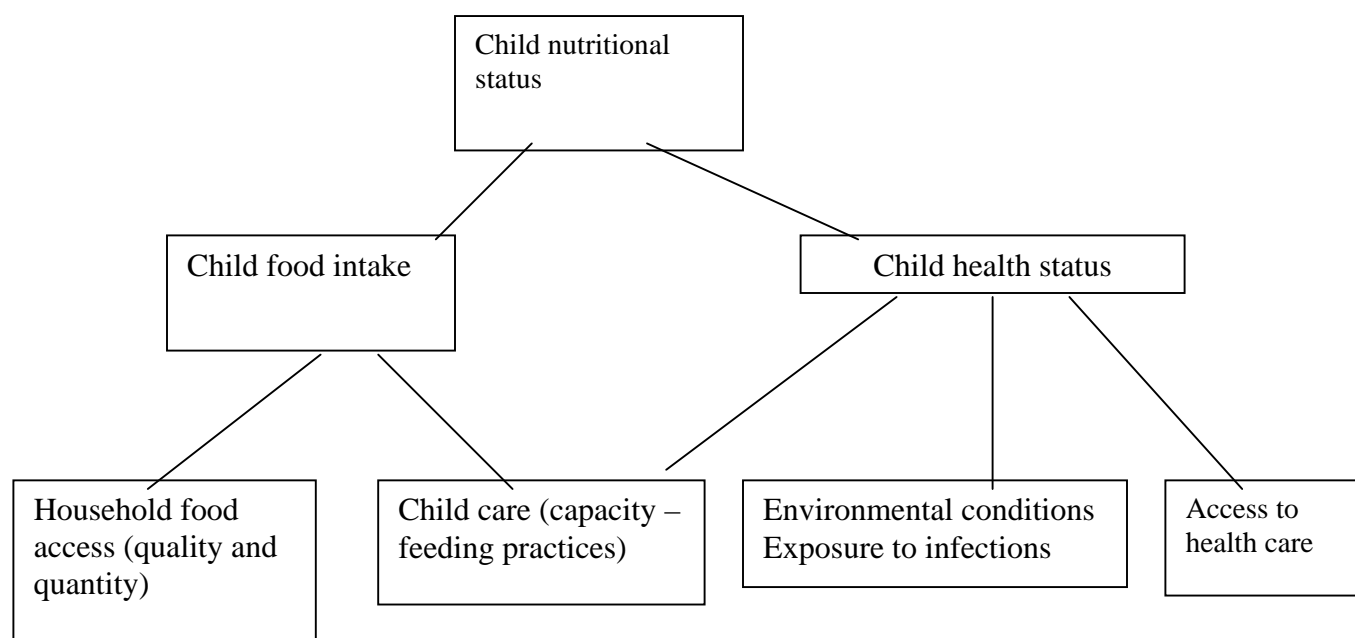 Child nutritional
status
Child food intake
Child health status
Household food
access (quality and
quantity)
Child care (capacity –
feeding practices)
Environmental conditions
Exposure to infections
Access to
health care